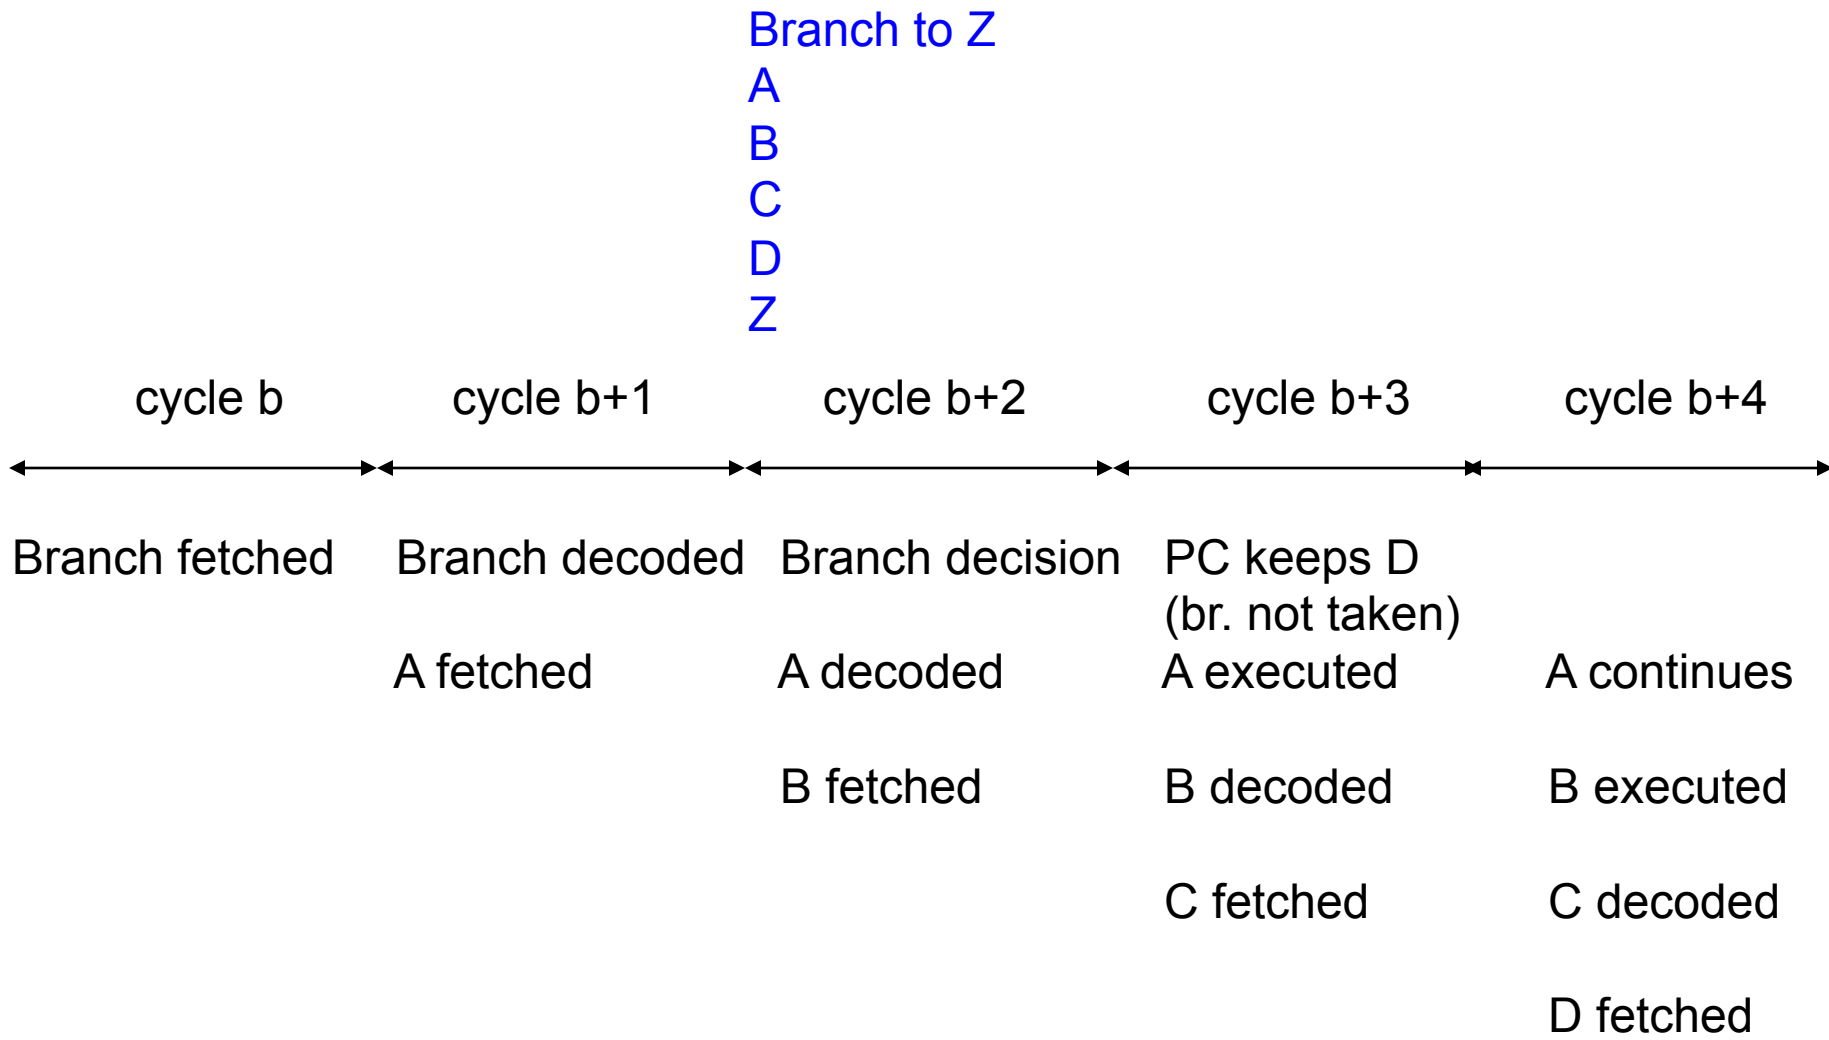 Branch to Z
A
B
C
D
Z
cycle b cycle b+1 cycle b+2 cycle b+3 cycle b+4
Branch fetched Branch decoded Branch decision PC keeps D
(br. not taken)
A fetched A decoded A executed A continues
B fetched B decoded B executed
C fetched C decoded
D fetched